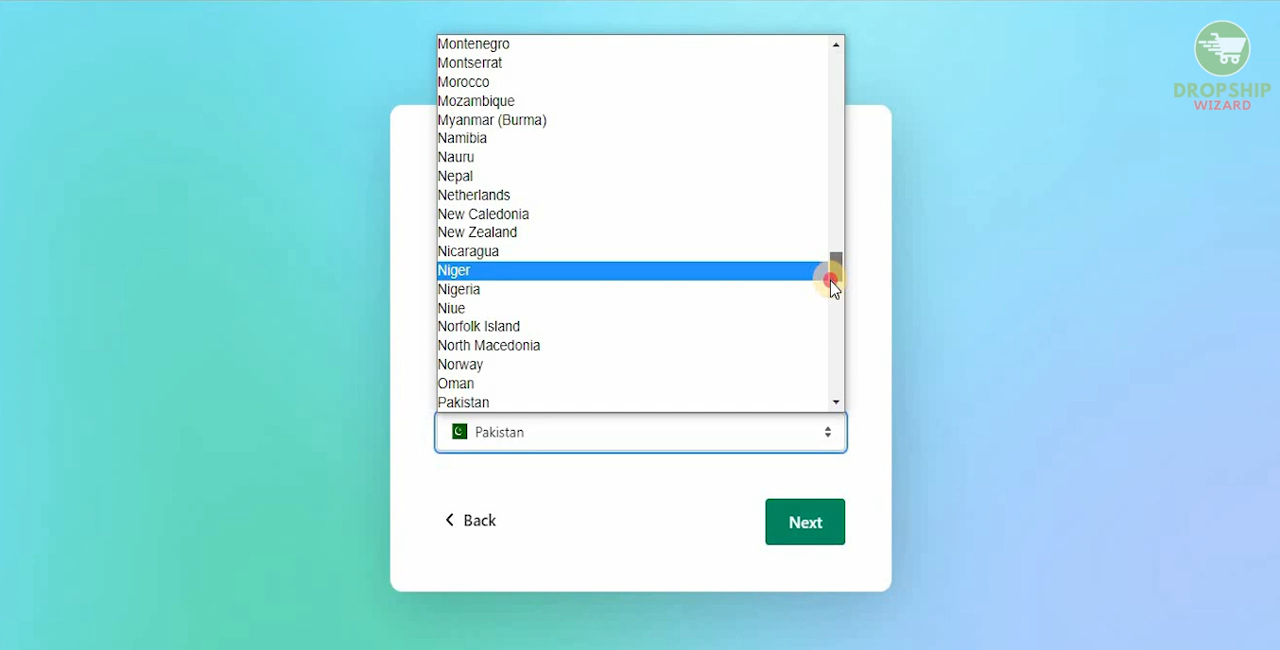 Montenegro
Montserrat
Morocco
Mozambique
Myanmar (Burma)
Namibia
Nauru
Nepal
Netherlands
New Caledonia
New Zealand
Nicaragua
Niger
Nigeria
Niue
Norfolk Island
North Macedonia
Norway
Oman
Pakistan
Pakistan
Back
Next
DROPSHIP
WIZARD